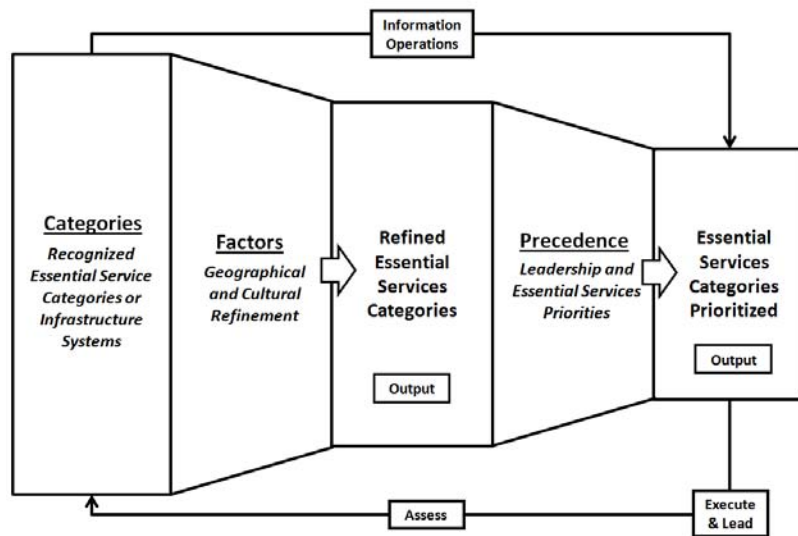 Information
Operations
Categories
Recognized
Essential Service
Categories or
Infrastructure
Systems
Factors
Geographical
and Cultural
Refinement
Refined
Essential
Services
Categories
Output
Precedence
Leadership and
Essential Services
Priorities
Essential
Services
Categories
Prioritized
Output
Assess
Execute
& Lead